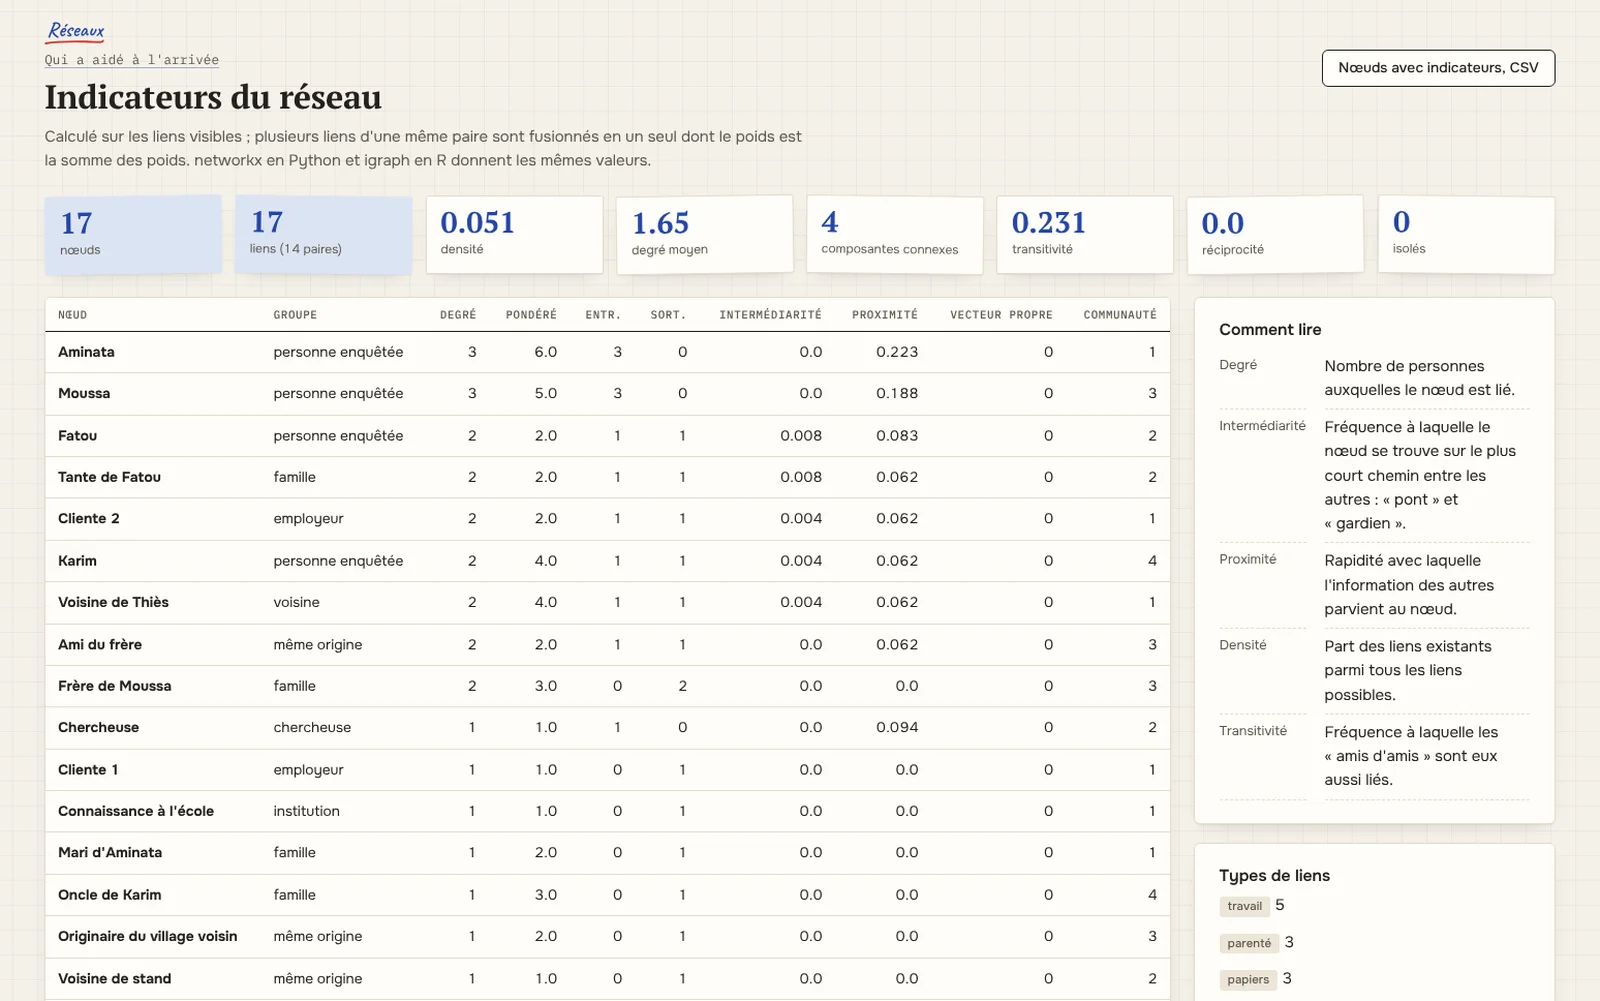 Réseaux
Qui a aidé à l'arrivée
Indicateurs du réseau
Calculé sur les liens visibles ; plusieurs liens d'une même paire sont fusionnés en un seul dont le poids est
la somme des poids. networkx en Python et igraph en R donnent les mêmes valeurs.
Nœuds avec indicateurs, CSV
17
nœuds
17
liens (14 paires)
0.051
densité
1.65
degré moyen
4
composantes connexes
0.231
transitivité
0.0
réciprocité
0
isolés
NŒUD GROUPE DEGRÉ PONDÉRÉ ENTR. SORT. INTERMÉDIARITÉ PROXIMITÉ VECTEUR PROPRE COMMUNAUTÉ
Aminata personne enquêtée 3 6.0 3 0 0.0 0.223 0 1
Moussa personne enquêtée 3 5.0 3 0 0.0 0.188 0 3
Fatou personne enquêtée 2 2.0 1 1 0.008 0.083 0 2
Tante de Fatou famille 2 2.0 1 1 0.008 0.062 0 2
Cliente 2 employeur 2 2.0 1 1 0.004 0.062 0 1
Karim personne enquêtée 2 4.0 1 1 0.004 0.062 0 4
Voisine de Thiès voisine 2 4.0 1 1 0.004 0.062 0 1
Ami du frère même origine 2 2.0 1 1 0.0 0.062 0 3
Frère de Moussa famille 2 3.0 0 2 0.0 0.0 0 3
Chercheuse chercheuse 1 1.0 1 0 0.0 0.094 0 2
Cliente 1 employeur 1 1.0 0 1 0.0 0.0 0 1
Connaissance à l'école institution 1 1.0 0 1 0.0 0.0 0 1
Mari d'Aminata famille 1 2.0 0 1 0.0 0.0 0 1
Oncle de Karim famille 1 3.0 0 1 0.0 0.0 0 4
Originaire du village voisin même origine 1 2.0 0 1 0.0 0.0 0 3
Voisine de stand même origine 1 1.0 0 1 0.0 0.0 0 2
Comment lire
Degré Nombre de personnes
auxquelles le nœud est lié.
Intermédiarité Fréquence à laquelle le
nœud se trouve sur le plus
court chemin entre les
autres : « pont » et
« gardien ».
Proximité Rapidité avec laquelle
l'information des autres
parvient au nœud.
Densité Part des liens existants
parmi tous les liens
possibles.
Transitivité Fréquence à laquelle les
« amis d'amis » sont eux
aussi liés.
Types de liens
travail 5
parenté 3
papiers 3